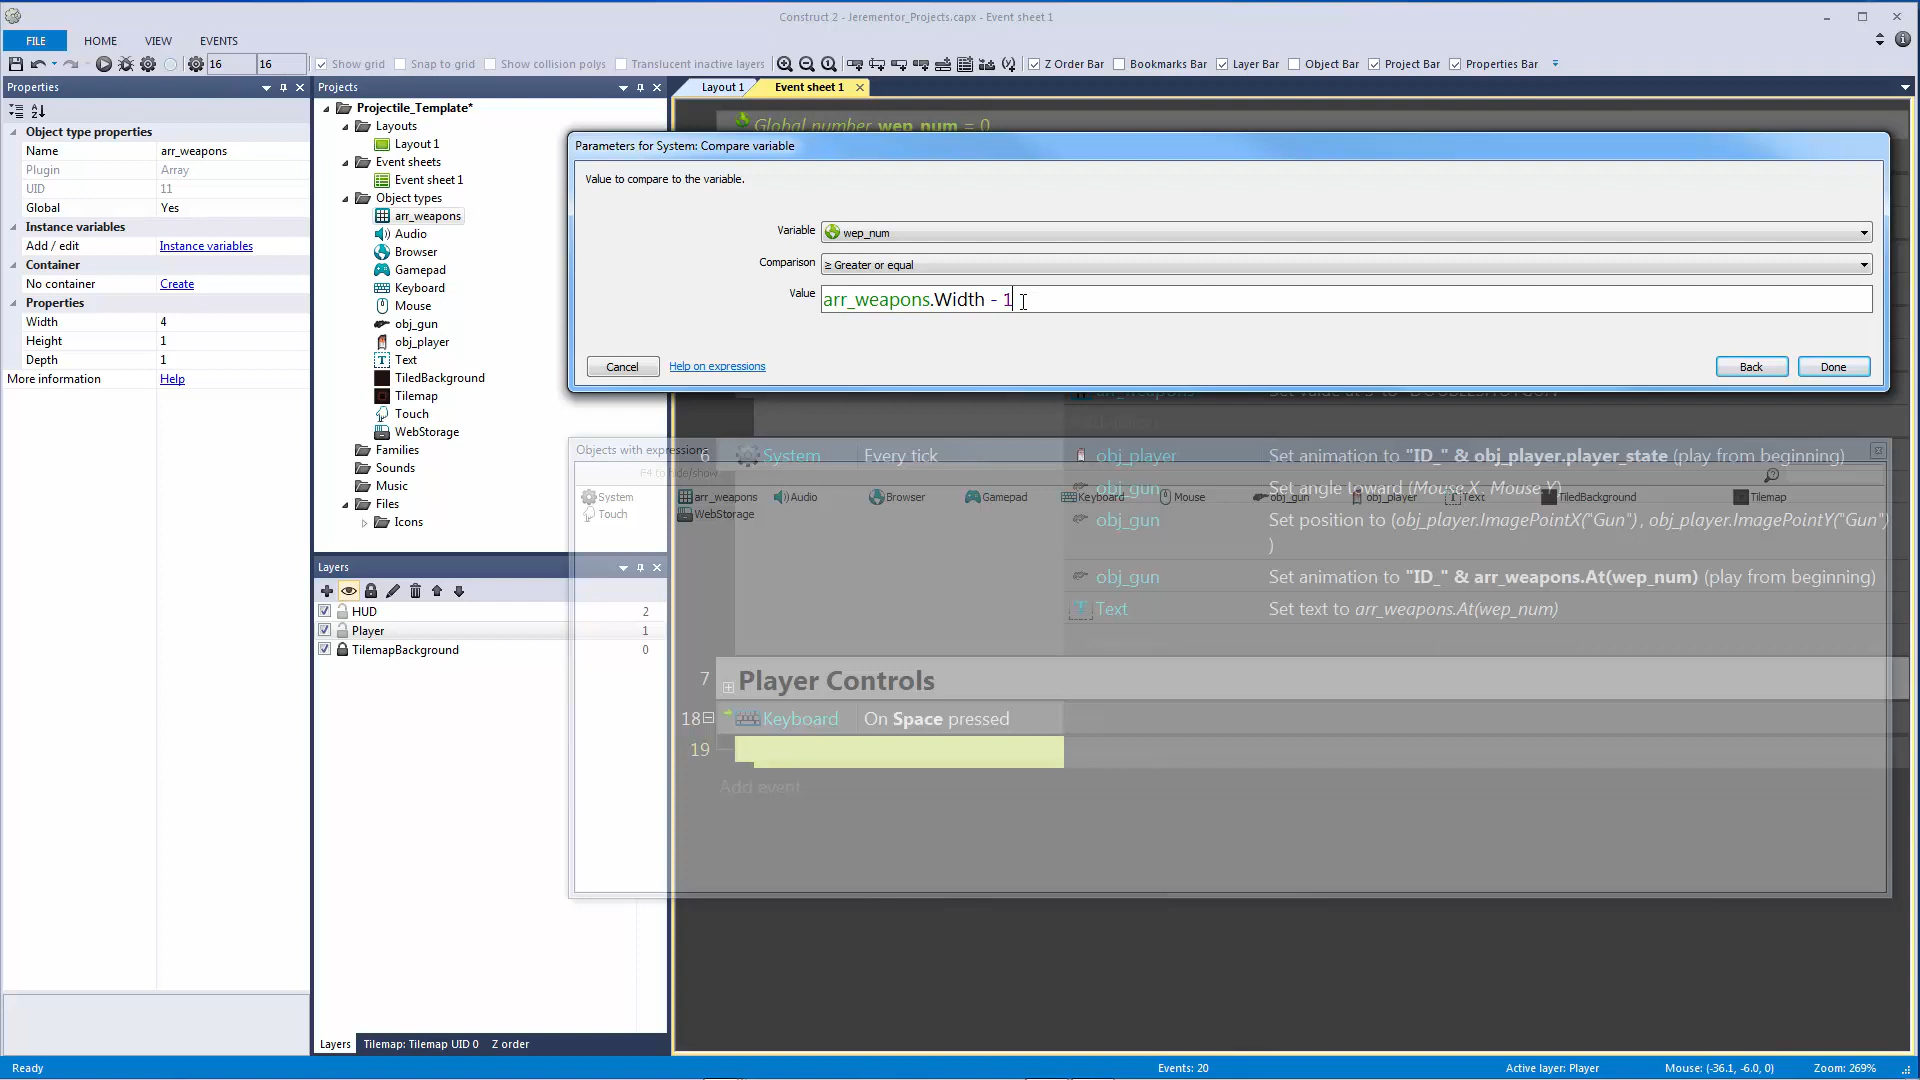 Construct 2 - Jerementor_Projects.capx - Event sheet 1
FILE HOME VIEW EVENTS
16 16 Show grid Snap to grid Show collision polys Translucent inactive layers Z Order Bar Bookmarks Bar Layer Bar Object Bar Project Bar Properties Bar
Properties
Object type properties
Name arr_weapons
Plugin Array
UID 11
Global Yes
Instance variables
Add / edit Instance variables
Container
No container Create
Properties
Width 4
Height 1
Depth 1
More information Help
Projects
Projectile_Template*
Layouts
Layout 1
Event sheets
Event sheet 1
Object types
arr_weapons
Audio
Browser
Gamepad
Keyboard
Mouse
obj_gun
obj_player
Text
TiledBackground
Tilemap
Touch
WebStorage
Families
Sounds
Music
Files
Icons
Layers
HUD 2
Player 1
TilemapBackground 0
Layers Tilemap: Tilemap UID 0 Z order
Layout 1 Event sheet 1
Global number wep_num = 0
Parameters for System: Compare variable
Value to compare to the variable.
Variable wep_num
Comparison ≥ Greater or equal
Value arr_weapons.Width - 1
Cancel Help on expressions Back Done
Objects with expressions
F4 to hide/show
System arr_weapons Audio Browser Gamepad Keyboard Mouse obj_gun obj_player Text TiledBackground Tilemap
Touch WebStorage
6 System Every tick obj_player Set animation to "ID_" & obj_player.player_state (play from beginning)
obj_gun Set angle toward (Mouse.X, Mouse.Y)
obj_gun Set position to (obj_player.ImagePointX("Gun"), obj_player.ImagePointY("Gun")
)
obj_gun Set animation to "ID_" & arr_weapons.At(wep_num) (play from beginning)
Text Set text to arr_weapons.At(wep_num)
7 Player Controls
18 Keyboard On Space pressed
19
Add event
Ready Events: 20 Active layer: Player Mouse: (-36.1, -6.0, 0) Zoom: 269%